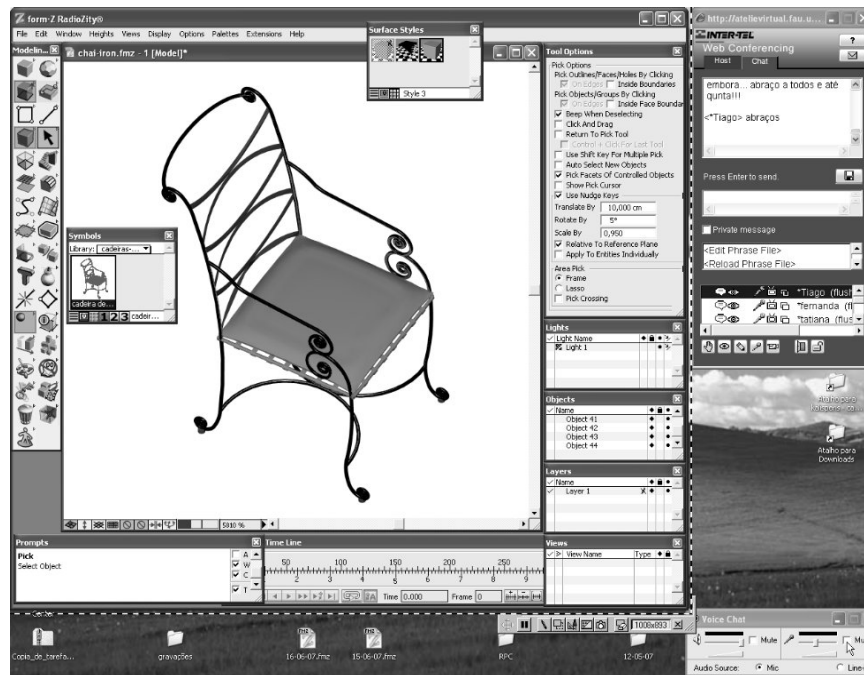 form·Z RadioZity®
File Edit Window Heights Views Display Options Palettes Extensions Help
Modelin...
chai-iron.fmz - 1 [Model]*
Surface Styles
Style 3
Symbols
Library: cadeiras-...
cadeira de...
1 2 3 cadeir...
5810 %
Tool Options
Pick Options
Pick Outlines/Faces/Holes By Clicking
On Edges Inside Boundaries
Pick Objects/Groups By Clicking
On Edges Inside Face Boundar
Beep When Deselecting
Click And Drag
Return To Pick Tool
Control + Click For Last Tool
Use Shift Key For Multiple Pick
Auto Select New Objects
Pick Facets Of Controlled Objects
Show Pick Cursor
Use Nudge Keys
Translate By 10,000 cm
Rotate By 5°
Scale By 0,950
Relative To Reference Plane
Apply To Entities Individually
Area Pick
Frame
Lasso
Pick Crossing
Lights
Light Name
Light 1
Objects
Name
Object 41
Object 42
Object 43
Object 44
Layers
Name
Layer 1
Views
View Name Type
Prompts
Pick
Select Object
A
W
C
T
Time Line
50 100 150 200 250
2 3 4 5 6 7 8 9
Time 0.000 Frame 0
http://atelievirtual.fau.u...
INTER-TEL
Web Conferencing
Host Chat
embora... abraço a todos e até
qunta!!!
<*Tiago> abraços
Press Enter to send.
Private message
<Edit Phrase File>
<Reload Phrase File>
*Tiago (flush
*fernanda (fl
*tatiana (flus
Atalho para
Atalho para
Downloads
Center
1008x893
Copia_de_tarefa...
gravações
16-06-07.fmz
15-06-07.fmz
RPC
12-05-07
Voice Chat
Mute Mu
Audio Source: Mic Line-